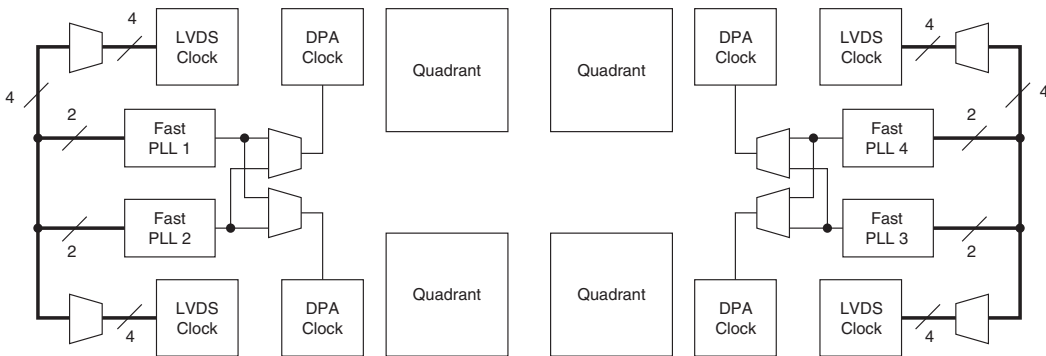 4
LVDS
Clock
DPA
Clock
Quadrant
Quadrant
DPA
Clock
LVDS
Clock
4
4
2
Fast
PLL 1
Fast
PLL 4
2
4
2
Fast
PLL 2
Fast
PLL 3
2
4
LVDS
Clock
DPA
Clock
Quadrant
Quadrant
DPA
Clock
LVDS
Clock
4